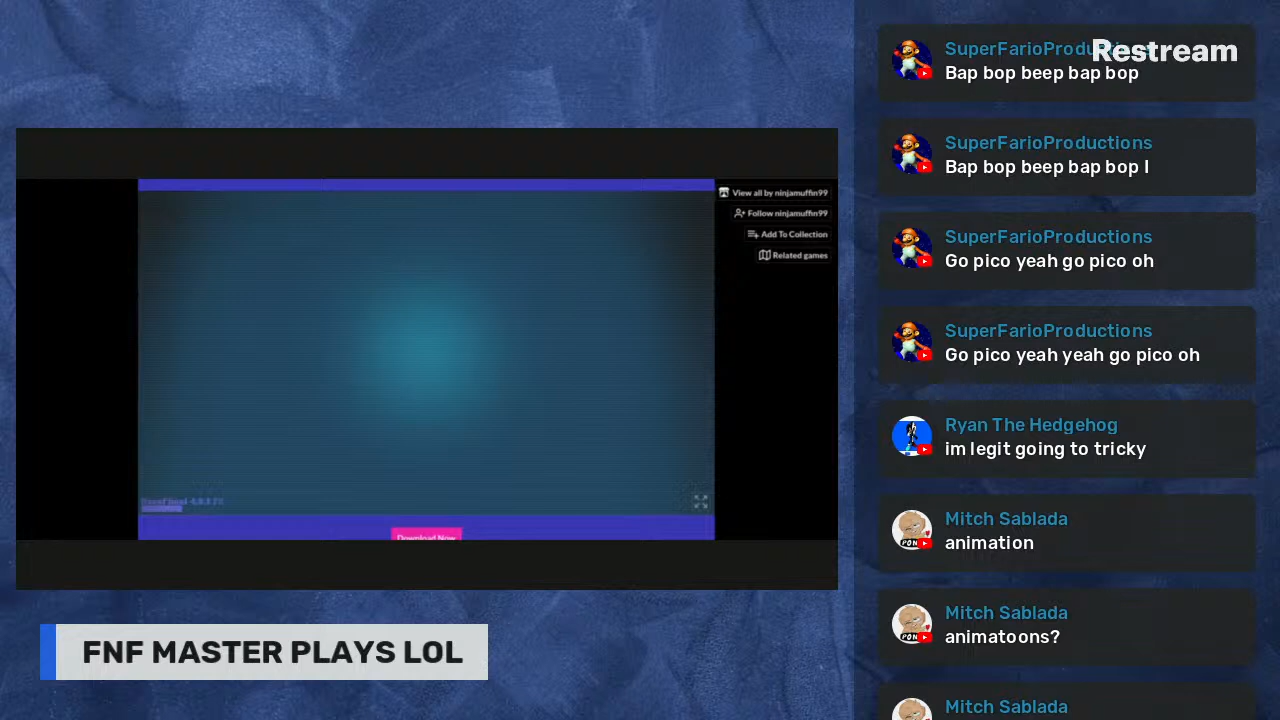 SuperFarioProductions
Restream
Bap bop beep bap bop
SuperFarioProductions
Bap bop beep bap bop I
SuperFarioProductions
Go pico yeah go pico oh
SuperFarioProductions
Go pico yeah yeah go pico oh
Ryan The Hedgehog
im legit going to tricky
Mitch Sablada
animation
Mitch Sablada
animatoons?
Mitch Sablada
View all by ninjamuffin99
Follow ninjamuffin99
Add To Collection
Related games
Download Now
FNF MASTER PLAYS LOL